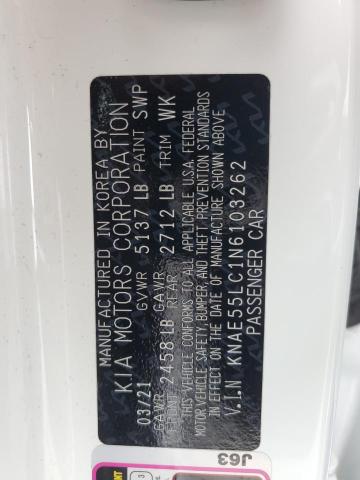 MANUFACTURED IN KOREA BY
KIA MOTORS CORPORATION
03/21 GVWR 5137 LB PAINT SWP
GAWR FRONT 2458 LB GAWR REAR 2712 LB TRIM WK
THIS VEHICLE CONFORMS TO ALL APPLICABLE U.S.A. FEDERAL
MOTOR VEHICLE SAFETY, BUMPER, AND THEFT PREVENTION STANDARDS
IN EFFECT ON THE DATE OF MANUFACTURE SHOWN ABOVE
V.I.N KNAE55LC1N6103262
PASSENGER CAR
J63